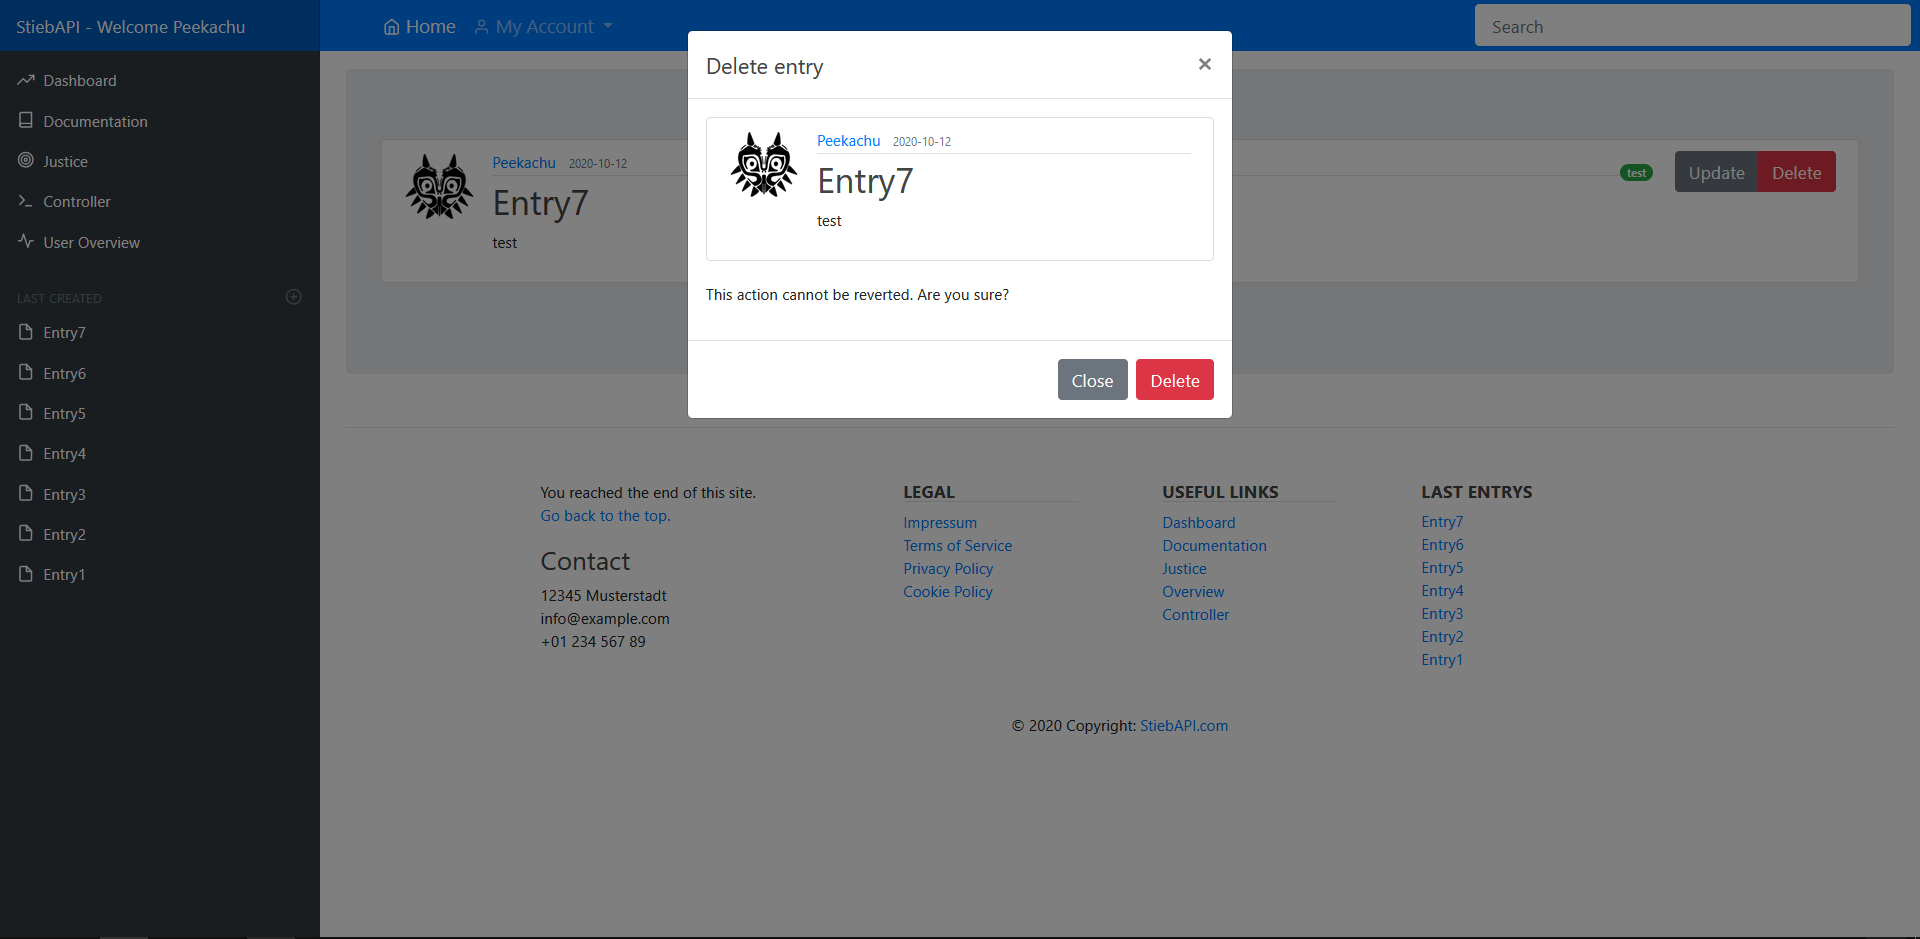 StiebAPI - Welcome Peekachu
Home
My Account
Search
Dashboard
Documentation
Justice
Controller
User Overview
LAST CREATED
Entry7
Entry6
Entry5
Entry4
Entry3
Entry2
Entry1
Peekachu 2020-10-12
Entry7
test
test
Update
Delete
Delete entry
×
Peekachu 2020-10-12
Entry7
test
This action cannot be reverted. Are you sure?
Close
Delete
You reached the end of this site.
Go back to the top.
Contact
12345 Musterstadt
info@example.com
+01 234 567 89
LEGAL
Impressum
Terms of Service
Privacy Policy
Cookie Policy
USEFUL LINKS
Dashboard
Documentation
Justice
Overview
Controller
LAST ENTRYS
Entry7
Entry6
Entry5
Entry4
Entry3
Entry2
Entry1
© 2020 Copyright: StiebAPI.com